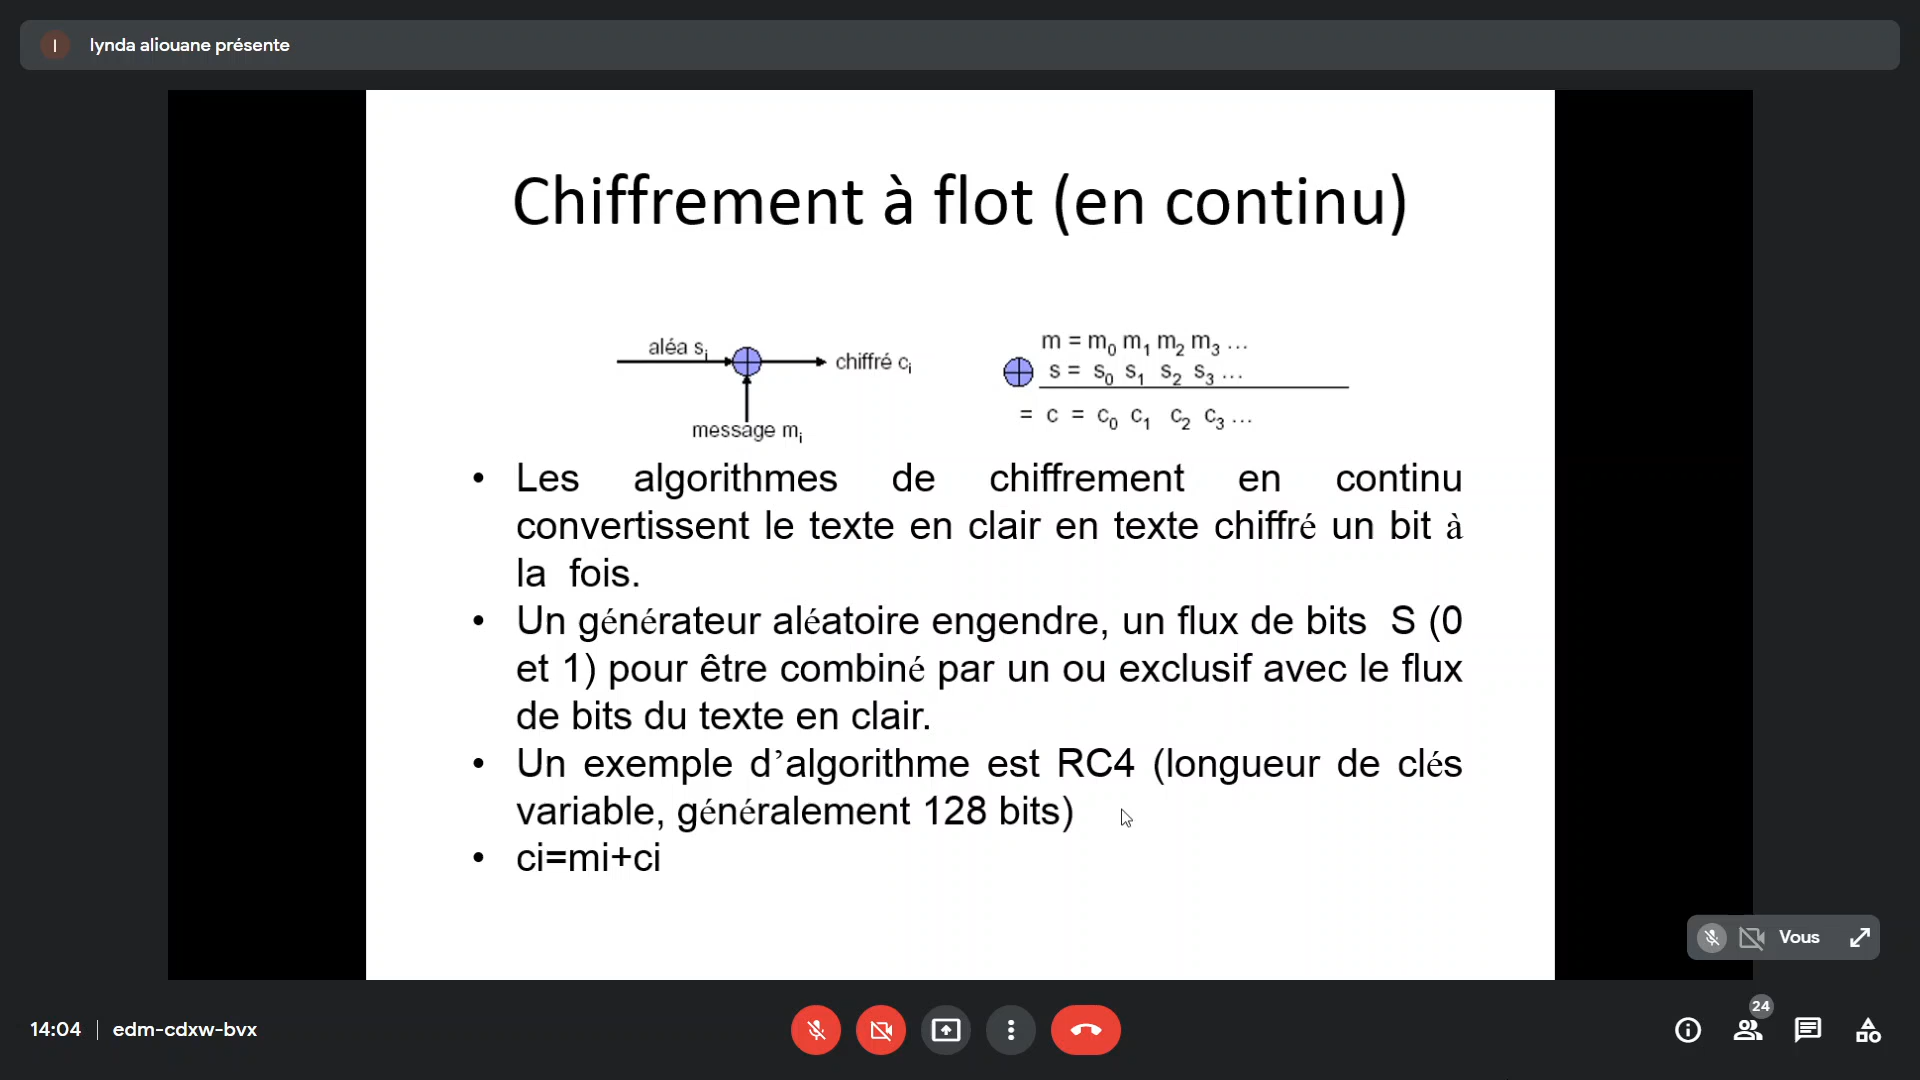 l lynda aliouane présente
Chiffrement à flot (en continu)
aléa si
chiffré ci
message mi
m = m0 m1 m2 m3 ...
s = s0 s1 s2 s3 ...
= c = c0 c1 c2 c3 ...
• Les algorithmes de chiffrement en continu
convertissent le texte en clair en texte chiffré un bit à
la fois.
• Un générateur aléatoire engendre, un flux de bits S (0
et 1) pour être combiné par un ou exclusif avec le flux
de bits du texte en clair.
• Un exemple d’algorithme est RC4 (longueur de clés
variable, généralement 128 bits)
• ci=mi+ci
Vous
14:04 | edm-cdxw-bvx
24